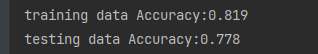 training data Accuracy:0.819
testing data Accuracy:0.778